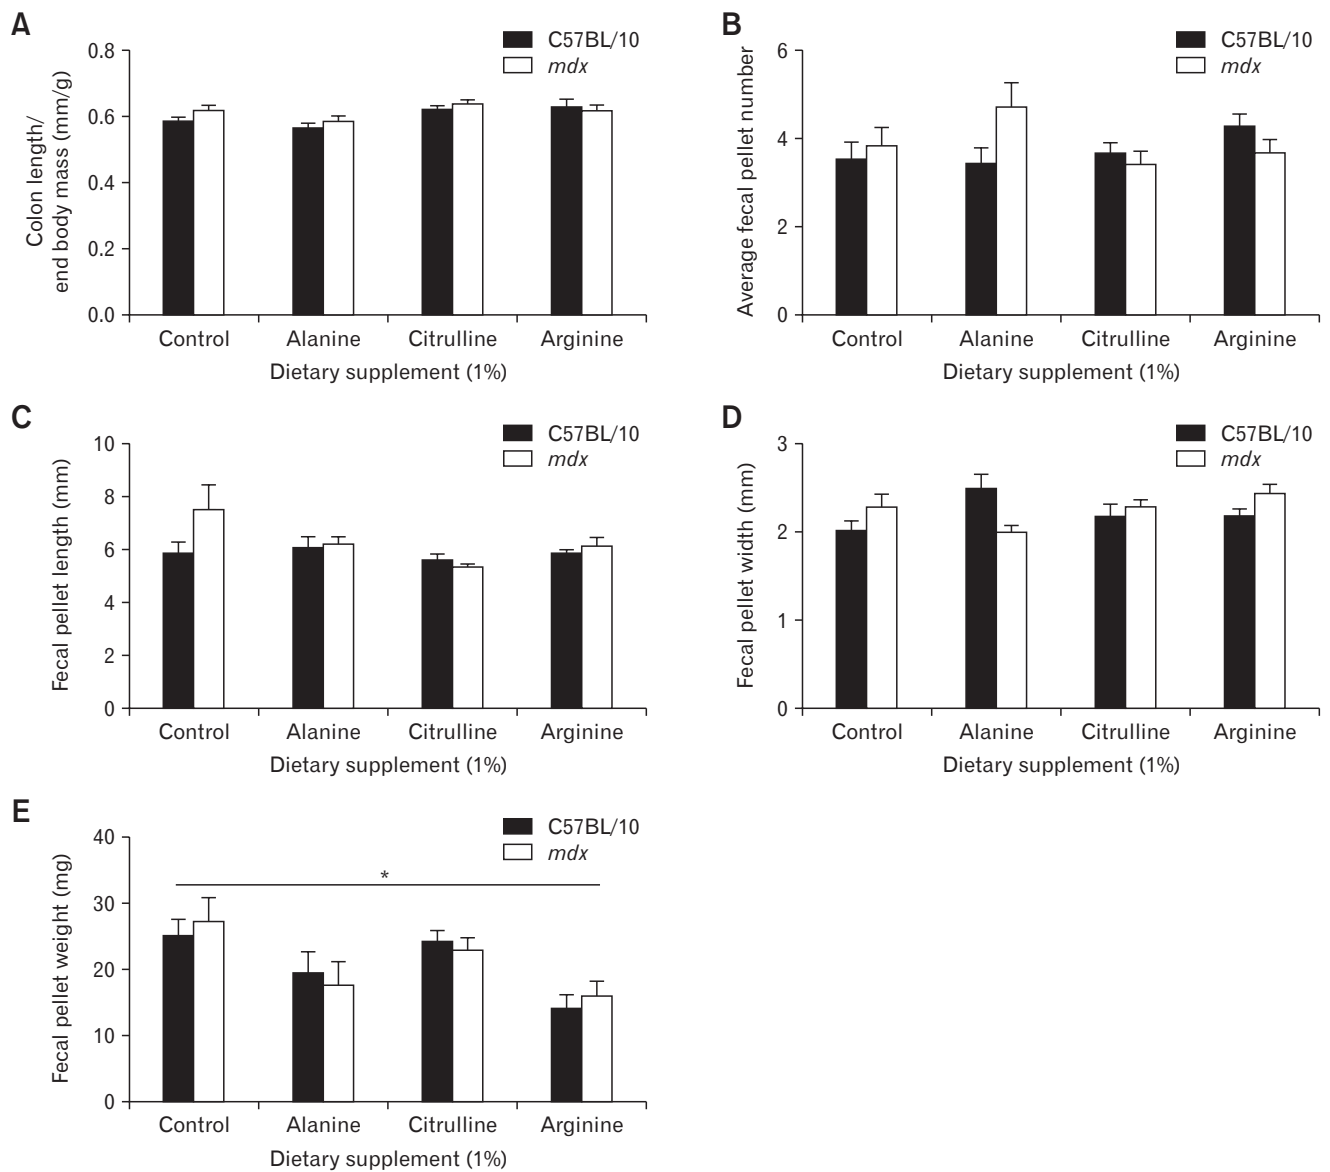 A
C57BL/10
mdx
Colon length/
end body mass (mm/g)
0.8
0.6
0.4
0.2
0.0
Control Alanine Citrulline Arginine
Dietary supplement (1%)
B
C57BL/10
mdx
Average fecal pellet number
6
4
2
0
Control Alanine Citrulline Arginine
Dietary supplement (1%)
C
C57BL/10
mdx
Fecal pellet length (mm)
10
8
6
4
2
0
Control Alanine Citrulline Arginine
Dietary supplement (1%)
D
C57BL/10
mdx
Fecal pellet width (mm)
3
2
1
0
Control Alanine Citrulline Arginine
Dietary supplement (1%)
E
C57BL/10
mdx
Fecal pellet weight (mg)
40
30
20
10
0
*
Control Alanine Citrulline Arginine
Dietary supplement (1%)